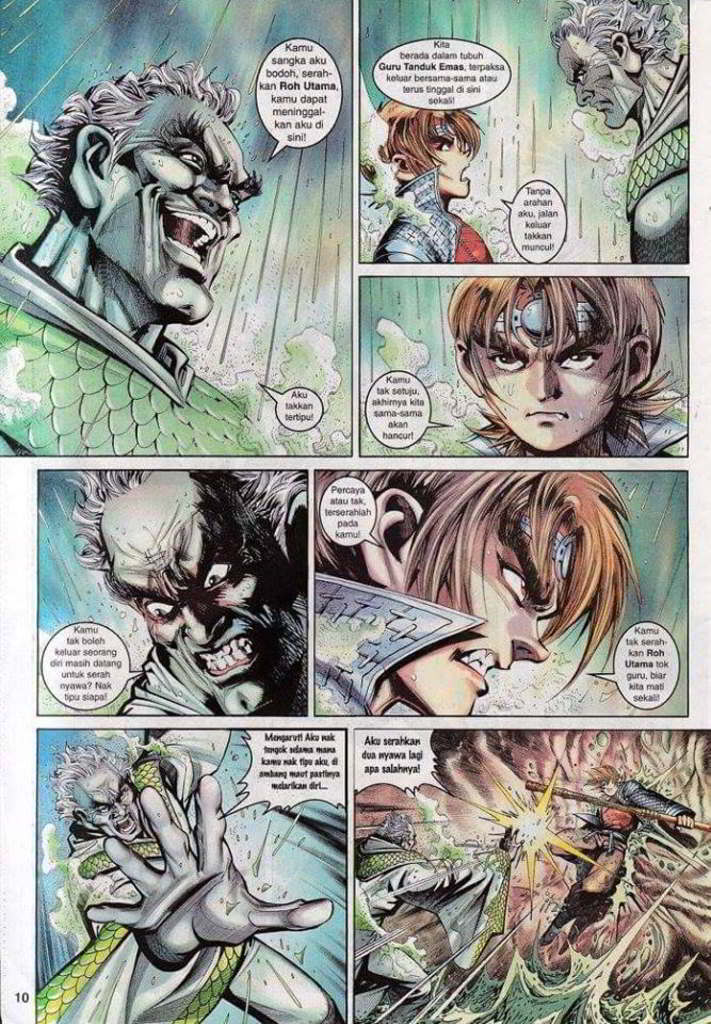 Kamu
sangka aku
bodoh, serah-
kan Roh Utama,
kamu dapat
meninggal-
kan aku di
sini!
Aku
takkan
tertipu!
Kita
berada dalam tubuh
Guru Tanduk Emas, terpaksa
keluar bersama-sama atau
terus tinggal di sini
sekali!
Tanpa
arahan
aku, jalan
keluar
takkan
muncul!
Kamu
tak setuju,
akhirnya kita
sama-sama
akan
hancur!
Kamu
tak boleh
keluar seorang
diri masih datang
untuk serah
nyawa? Nak
tipu siapa!
Percaya
atau tak,
terserahlah
pada
kamu!
Kamu
tak serah-
kan Roh
Utama tok
guru, biar
kita mati
sekali!
Mengarut! Aku nak
tengok selama mana
kamu nak tipu aku, di
ambang maut pastinya
melarikan diri...
Aku serahkan
dua nyawa lagi
apa salahnya!
10